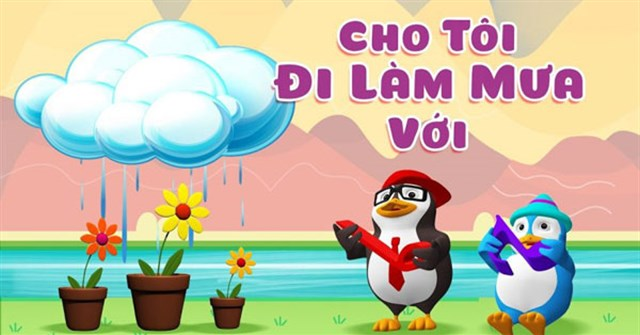 CHO TÔI
ĐI LÀM MƯA
VỚI